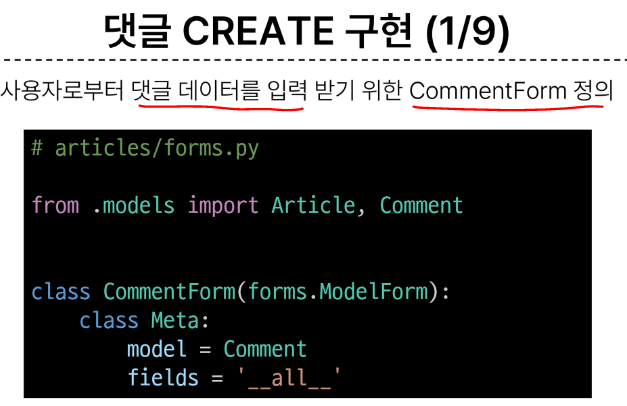 댓글 CREATE 구현 (1/9)
사용자로부터 댓글 데이터를 입력 받기 위한 CommentForm 정의
# articles/forms.py
from .models import Article, Comment
class CommentForm(forms.ModelForm):
    class Meta:
        model = Comment
        fields = '__all__'